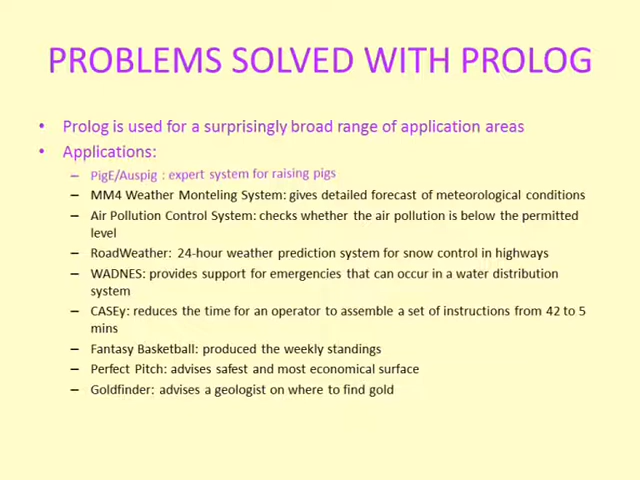 PROBLEMS SOLVED WITH PROLOG
• Prolog is used for a surprisingly broad range of application areas
• Applications:
– PigE/Auspig : expert system for raising pigs
– MM4 Weather Monteling System: gives detailed forecast of meteorological conditions
– Air Pollution Control System: checks whether the air pollution is below the permitted
level
– RoadWeather: 24-hour weather prediction system for snow control in highways
– WADNES: provides support for emergencies that can occur in a water distribution
system
– CASEy: reduces the time for an operator to assemble a set of instructions from 42 to 5
mins
– Fantasy Basketball: produced the weekly standings
– Perfect Pitch: advises safest and most economical surface
– Goldfinder: advises a geologist on where to find gold